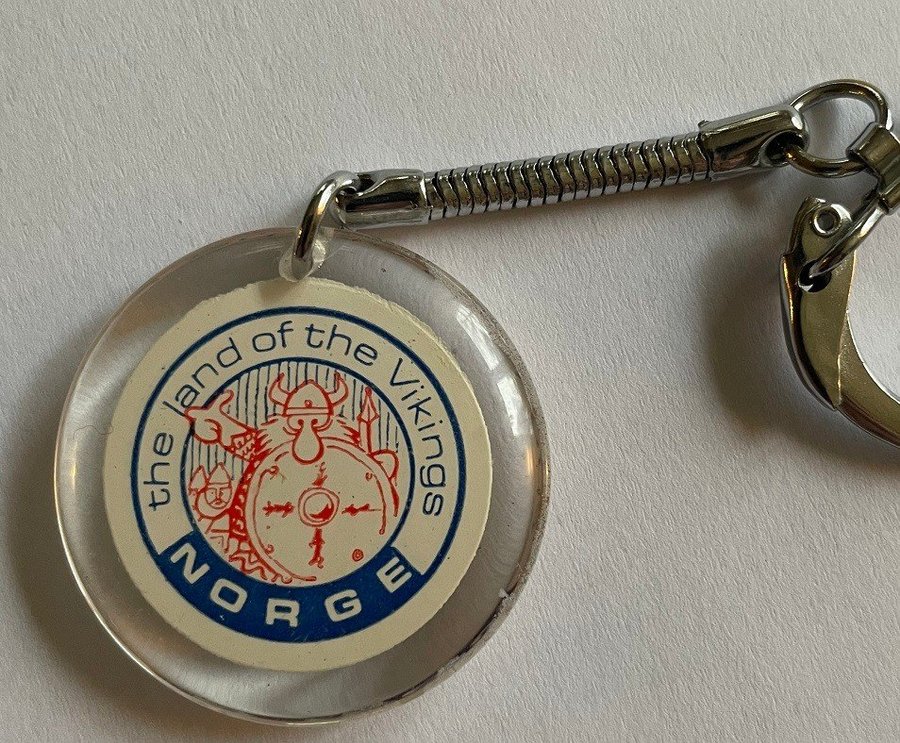 the land of the Vikings
NORGE